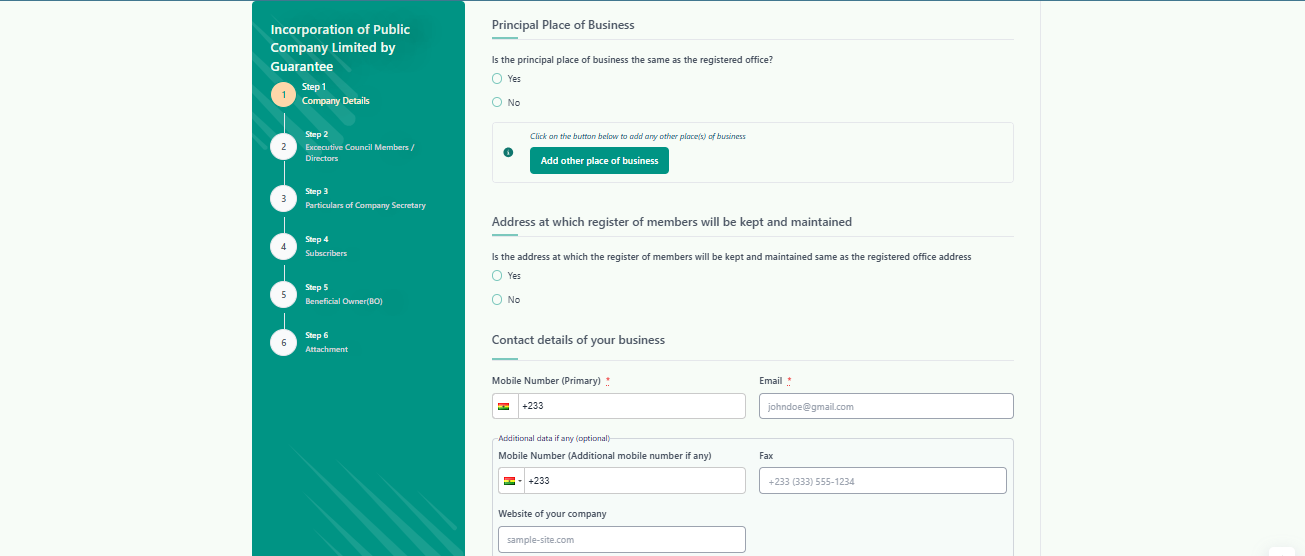 Incorporation of Public
Company Limited by
Guarantee
1
Step 1
Company Details
2
Step 2
Excecutive Council Members /
Directors
3
Step 3
Particulars of Company Secretary
4
Step 4
Subscribers
5
Step 5
Beneficial Owner(BO)
6
Step 6
Attachment
Principal Place of Business
Is the principal place of business the same as the registered office?
Yes
No
Click on the button below to add any other place(s) of business
Add other place of business
Address at which register of members will be kept and maintained
Is the address at which the register of members will be kept and maintained same as the registered office address
Yes
No
Contact details of your business
Mobile Number (Primary) *
Email *
+233
johndoe@gmail.com
Additional data if any (optional)
Mobile Number (Additional mobile number if any)
Fax
+233
+233 (333) 555-1234
Website of your company
sample-site.com